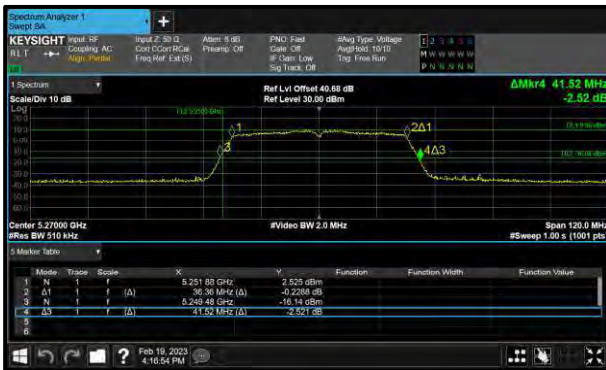 Spectrum Analyzer 1
Swept SA
KEYSIGHT Input: RF Input Z: 50 Ω Atten: 6 dB PNO: Fast #Avg Type: Voltage 1 2 3 4 5 6
RLT Coupling: AC Corr CCorr RCal Preamp: Off Gate: Off Avg|Hold: 10/10 M W W W W W
Align: Partial Freq Ref: Ext (S) IF Gain: Low Trig: Free Run
Sig Track: Off P N N N N N
1 Spectrum Ref Lvl Offset 40.68 dB ΔMkr4 41.52 MHz
Scale/Div 10 dB Ref Level 30.00 dBm -2.52 dB
Log
1
2Δ1
3
4Δ3
Center 5.27000 GHz #Video BW 2.0 MHz Span 120.0 MHz
#Res BW 510 kHz #Sweep 1.00 s (1001 pts)
5 Marker Table
Mode Trace Scale X Y Function Function Width Function Value
1 N 1 f 5.251 88 GHz 2.525 dBm
2 Δ1 1 f (Δ) 36.36 MHz (Δ) -0.2288 dB
3 N 1 f 5.249 48 GHz -16.14 dBm
4 Δ3 1 f (Δ) 41.52 MHz (Δ) -2.521 dB
5
6
? Feb 19, 2023
4:16:54 PM